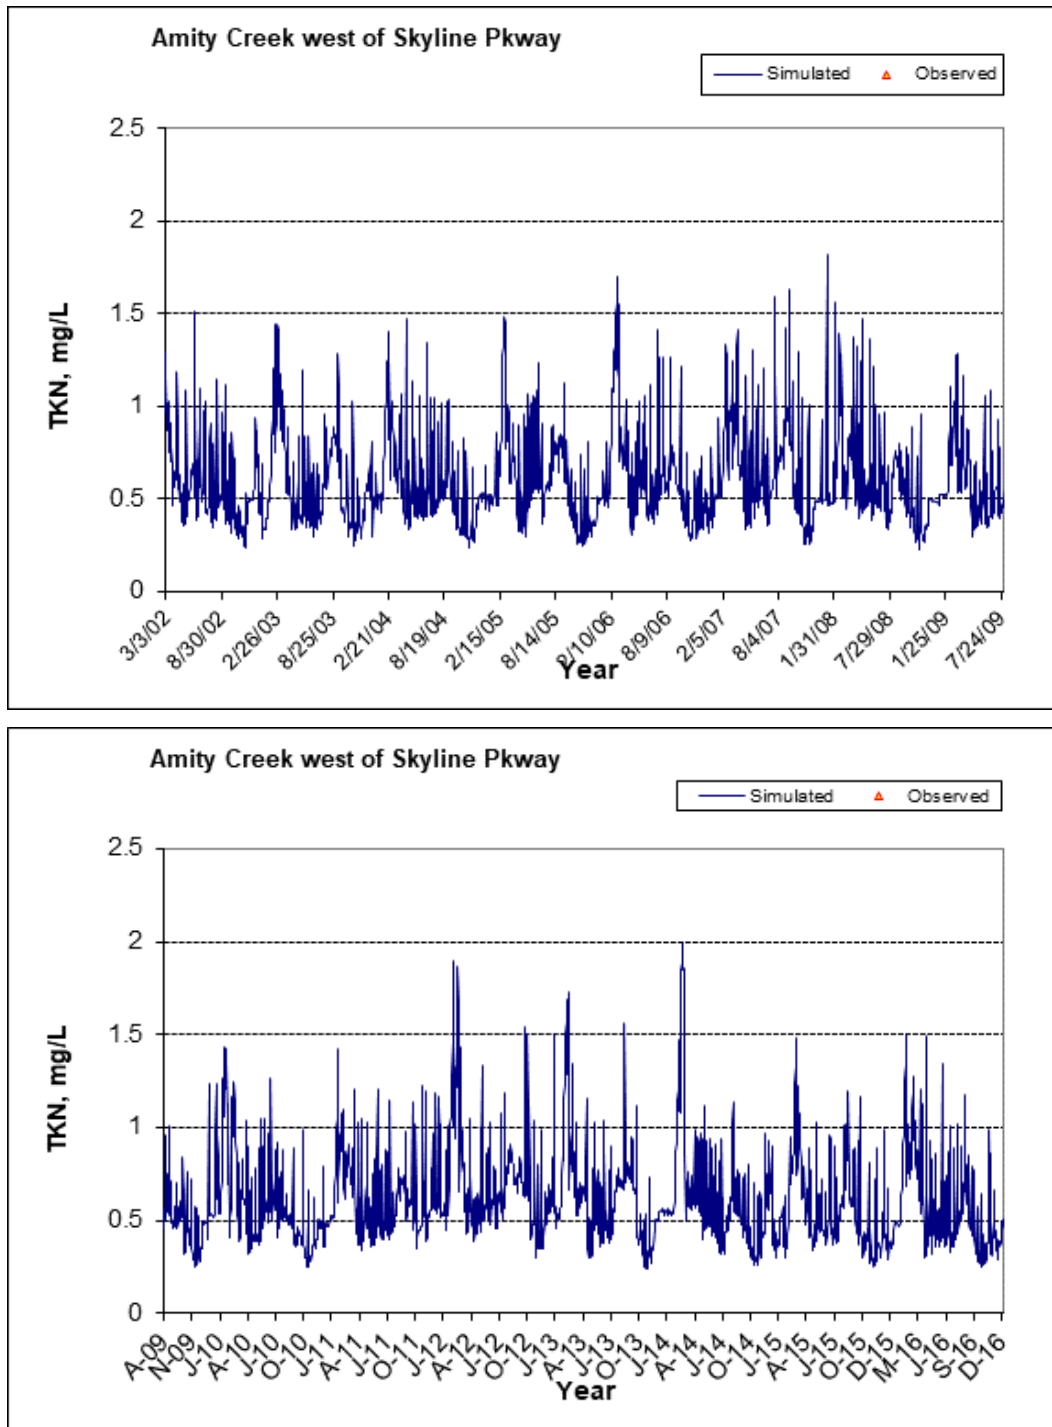 Amity Creek west of Skyline Pkway
Simulated Observed
2.5
2
1.5
1
0.5
0
TKN, mg/L
3/3/02 8/30/02 2/26/03 8/25/03 2/21/04 8/19/04 2/15/05 8/14/05 2/10/06 8/9/06 2/5/07 8/4/07 1/31/08 7/29/08 1/25/09 7/24/09
Year
Amity Creek west of Skyline Pkway
Simulated Observed
2.5
2
1.5
1
0.5
0
TKN, mg/L
A-09 N-09 J-10 A-10 J-10 O-10 J-11 A-11 J-11 O-11 J-12 A-12 J-12 O-12 J-13 A-13 J-13 O-13 J-14 A-14 J-14 O-14 J-15 A-15 J-15 O-15 D-15 M-16 J-16 S-16 D-16
Year